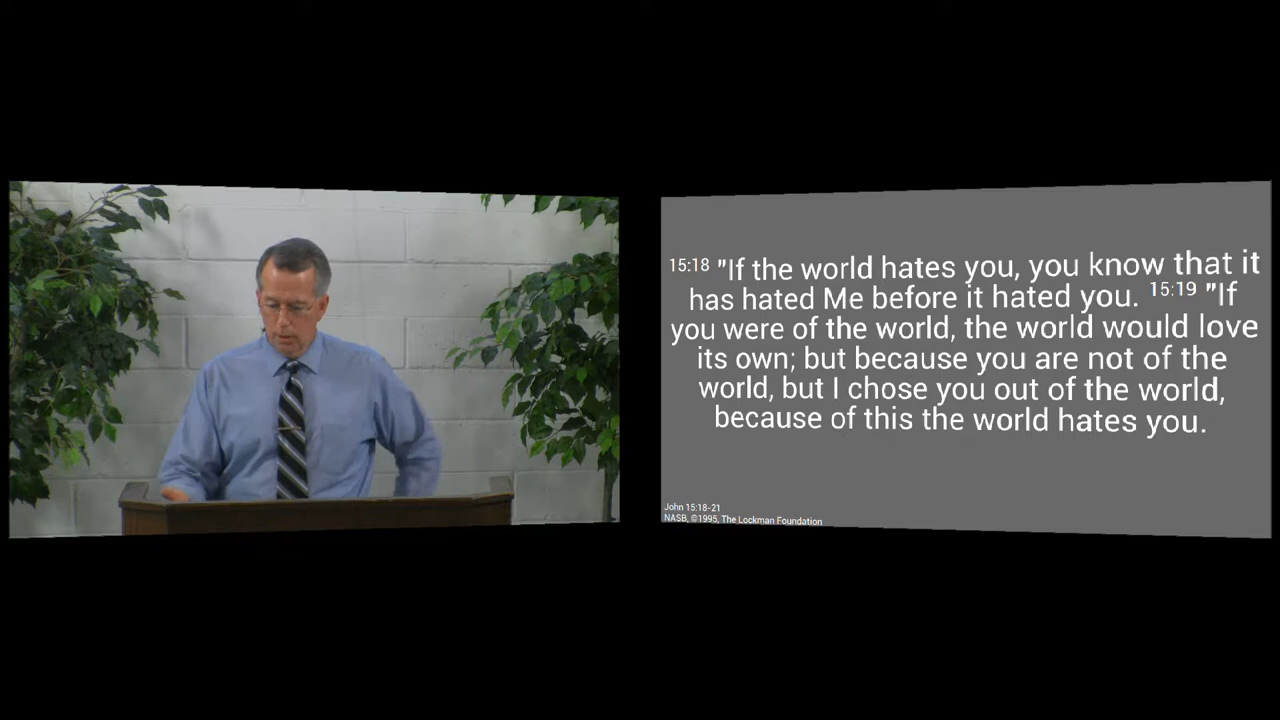 15:18 "If the world hates you, you know that it
has hated Me before it hated you. 15:19 "If
you were of the world, the world would love
its own; but because you are not of the
world, but I chose you out of the world,
because of this the world hates you.
John 15:18-21
NASB, ©1995, The Lockman Foundation